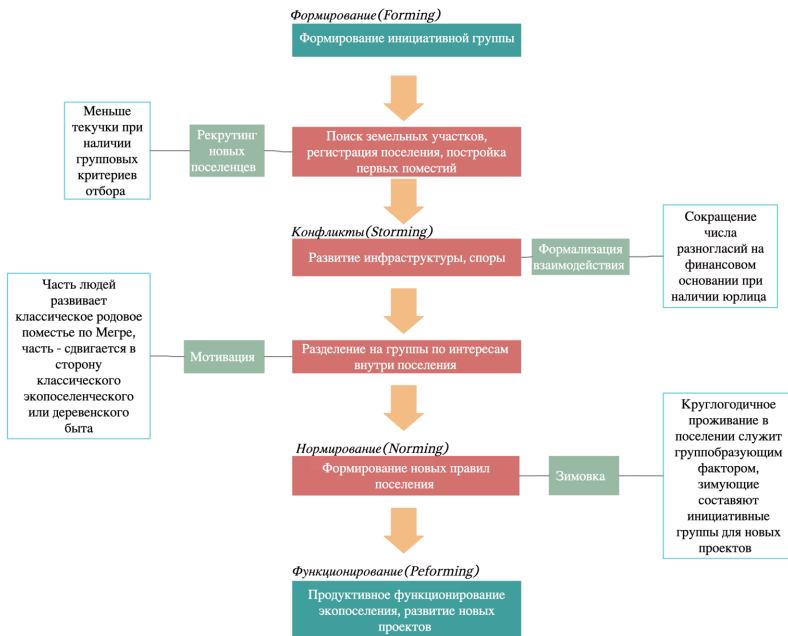 Формирование(Forming)
Формирование инициативной группы
Меньше
текучки при
наличии
групповых
критериев
отбора
Рекрутинг
новых
поселенцев
Поиск земельных участков,
регистрация поселения, постройка
первых поместий
Конфликты(Storming)
Развитие инфраструктуры, споры
Формализация
взаимодействия
Сокращение
числа
разногласий на
финансовом
основании при
наличии юрлица
Часть людей
развивает
классическое родовое
поместье по Мегре,
часть - сдвигается в
сторону
классического
экопоселенческого
или деревенского
быта
Мотивация
Разделение на группы по интересам
внутри поселения
Нормирование(Norming)
Формирование новых правил
поселения
Зимовка
Круглогодичное
проживание в
поселении служит
группобразующим
фактором,
зимующие
составяют
инициативные
группы для новых
проектов
Функционирование(Peforming)
Продуктивное функционирование
экопоселения, развитие новых
проектов